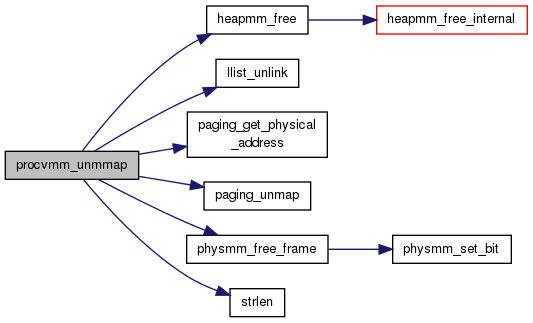 heapmm_free
heapmm_free_internal
llist_unlink
paging_get_physical
_address
procvmm_unmmap
paging_unmap
physmm_free_frame
physmm_set_bit
strlen